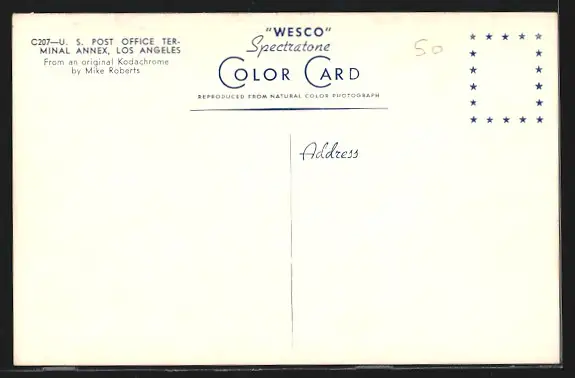 C207—U. S. POST OFFICE TER-
MINAL ANNEX, LOS ANGELES
From an original Kodachrome
by Mike Roberts
"WESCO"
Spectratone
COLOR CARD
REPRODUCED FROM NATURAL COLOR PHOTOGRAPH
50
Address